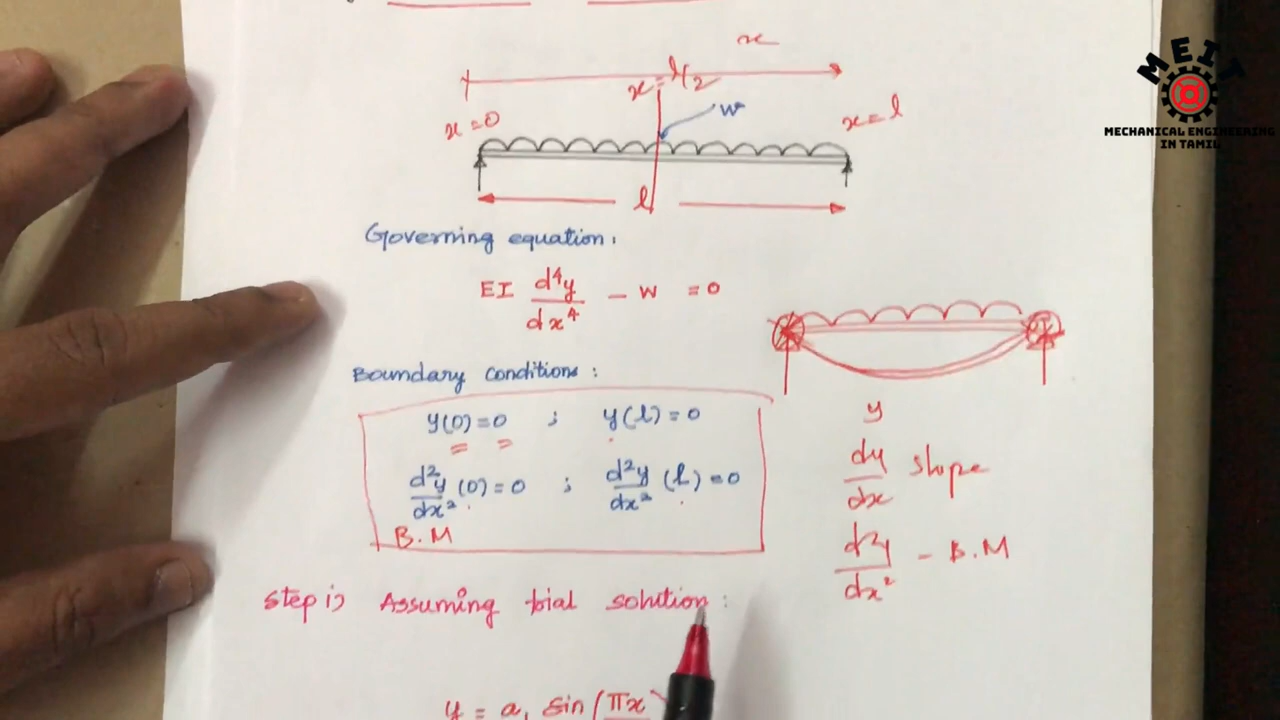 x
x = l/2
w
x=0
x= l
l
Governing equation:
EI d⁴y/dx⁴ - w = 0
Boundary Conditions:
y(0)=0 ; y(l)=0
d²y/dx² (0)=0 ; d²y/dx² (l)=0
B.M
y
dy/dx slope
d²y/dx² - B.M
Step i) Assuming trial solution:
y = a₁ sin (πx
MEIT
MECHANICAL ENGINEERING
IN TAMIL